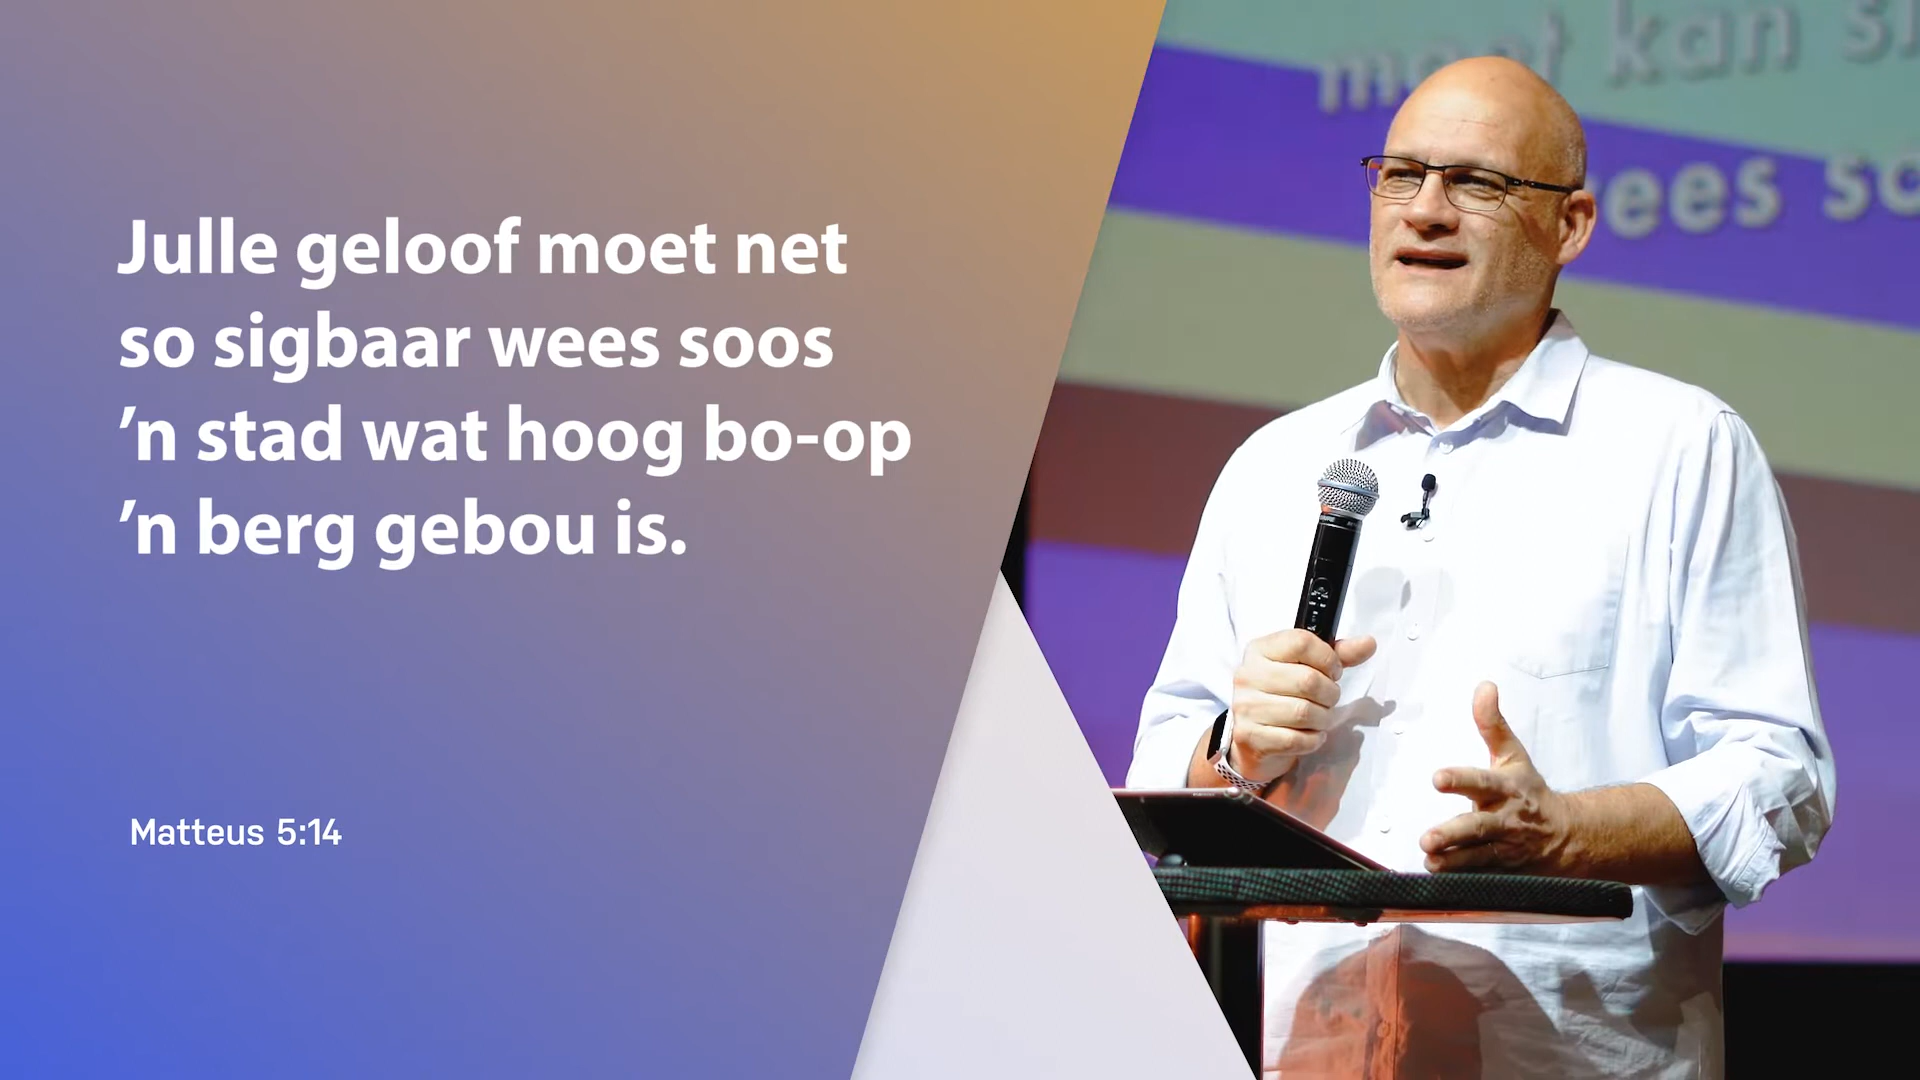 Julle geloof moet net
so sigbaar wees soos
’n stad wat hoog bo-op
’n berg gebou is.
Matteus 5:14
kan